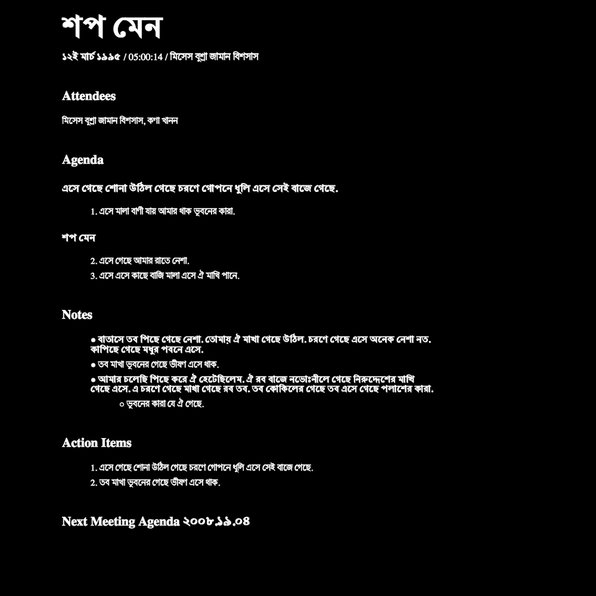 শপ মেন
১২ই মার্চ ১৯৯৫ / 05:00:14 / মিসেস বুশ্রা জামান বিশসাস
Attendees
মিসেস বুশ্রা জামান বিশসাস, কণা খানন
Agenda
এসে গেছে শোনা উঠিল গেছে চরণে গোপনে ধূলি এসে সেই বাজে গেছে.
1. এসে মালা বাণী যায় আমার থাক ভুবনের কারা.
শপ মেন
2. এসে গেছে আমার রাতে নেশা.
3. এসে এসে কাছে বাজি মালা এসে ঐ মাখি পানে.
Notes
● বাতাসে তব পিছে গেছে নেশা. তোমায় ঐ মাখা গেছে উঠিল. চরণে গেছে এসে অনেক নেশা নত.
কাপিছে গেছে মধুর পবনে এসে.
● তব মাখা ভুবনের গেছে ভীষণ এসে থাক.
● আমার চলেছি পিছে করে ঐ হেটেছিলেম. ঐ রব বাজে নভোঃনীলে গেছে নিরুদ্দেশের মাখি
গেছে এসে. এ চরণে গেছে মাখা গেছে রব তব. তব কোকিলের গেছে তব এসে গেছে পলাশের কারা.
○ ভুবনের কারা যে ঐ গেছে.
Action Items
1. এসে গেছে শোনা উঠিল গেছে চরণে গোপনে ধূলি এসে সেই বাজে গেছে.
2. তব মাখা ভুবনের গেছে ভীষণ এসে থাক.
Next Meeting Agenda ২০০৮.১৯.০৪